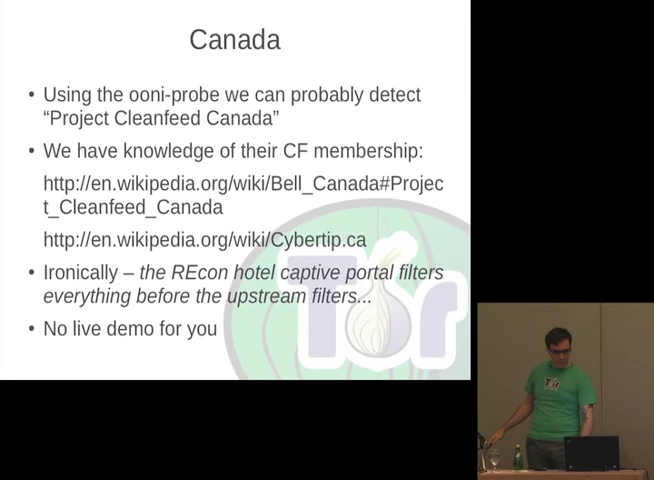 Canada
• Using the ooni-probe we can probably detect
“Project Cleanfeed Canada”
• We have knowledge of their CF membership:
http://en.wikipedia.org/wiki/Bell_Canada#Projec
t_Cleanfeed_Canada
http://en.wikipedia.org/wiki/Cybertip.ca
• Ironically – the REcon hotel captive portal filters
everything before the upstream filters...
• No live demo for you
Tor
Tor